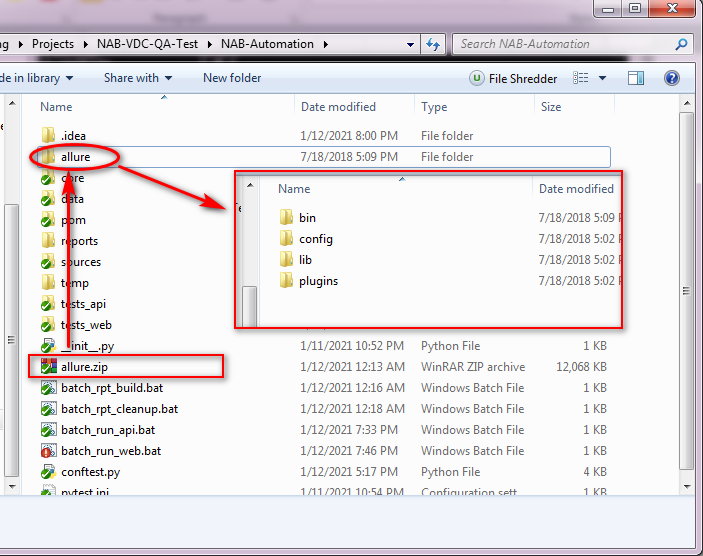 ng ▸ Projects ▸ NAB-VDC-QA-Test ▸ NAB-Automation ▸
Search NAB-Automation
de in library
Share with
New folder
File Shredder
Name Date modified Type Size
.idea 1/12/2021 8:00 PM File folder
allure 7/18/2018 5:09 PM File folder
core
data
pom
reports
sources
temp
tests_api
tests_web
Name Date modified
bin 7/18/2018 5:09 P
config 7/18/2018 5:02 P
lib 7/18/2018 5:02 P
plugins 7/18/2018 5:02 P
__init__.py 1/11/2021 10:52 PM Python File 1 KB
allure.zip 1/12/2021 12:13 AM WinRAR ZIP archive 12,068 KB
batch_rpt_build.bat 1/12/2021 12:16 AM Windows Batch File 1 KB
batch_rpt_cleanup.bat 1/12/2021 12:18 AM Windows Batch File 1 KB
batch_run_api.bat 1/12/2021 7:33 PM Windows Batch File 1 KB
batch_run_web.bat 1/12/2021 7:46 PM Windows Batch File 1 KB
conftest.py 1/12/2021 5:17 PM Python File 4 KB
pytest.ini 1/11/2021 10:54 PM Configuration sett... 1 KB